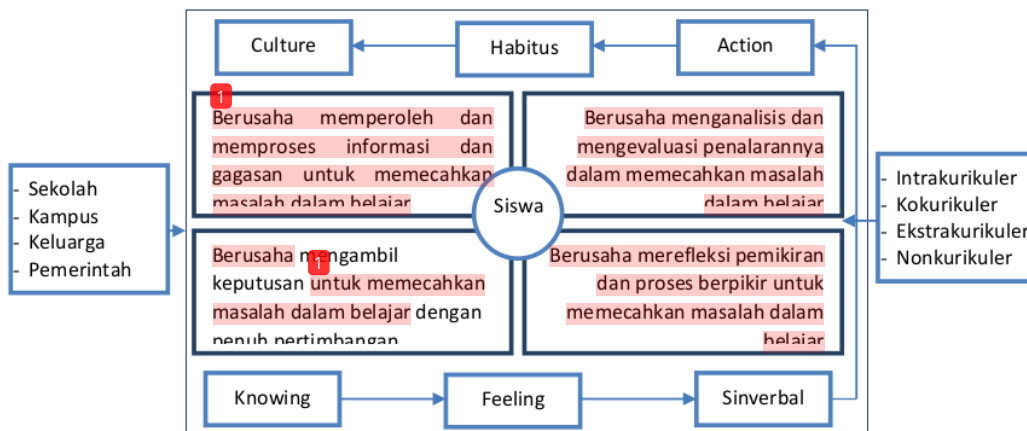 Culture
Habitus
Action
1
Berusaha memperoleh dan
memproses informasi dan
gagasan untuk memecahkan
masalah dalam belajar
Berusaha menganalisis dan
mengevaluasi penalarannya
dalam memecahkan masalah
dalam belajar
- Sekolah
- Kampus
- Keluarga
- Pemerintah
Siswa
- Intrakurikuler
- Kokurikuler
- Ekstrakurikuler
- Nonkurikuler
Berusaha mengambil
1
keputusan untuk memecahkan
masalah dalam belajar dengan
penuh pertimbangan
Berusaha merefleksi pemikiran
dan proses berpikir untuk
memecahkan masalah dalam
belajar
Knowing
Feeling
Sinverbal